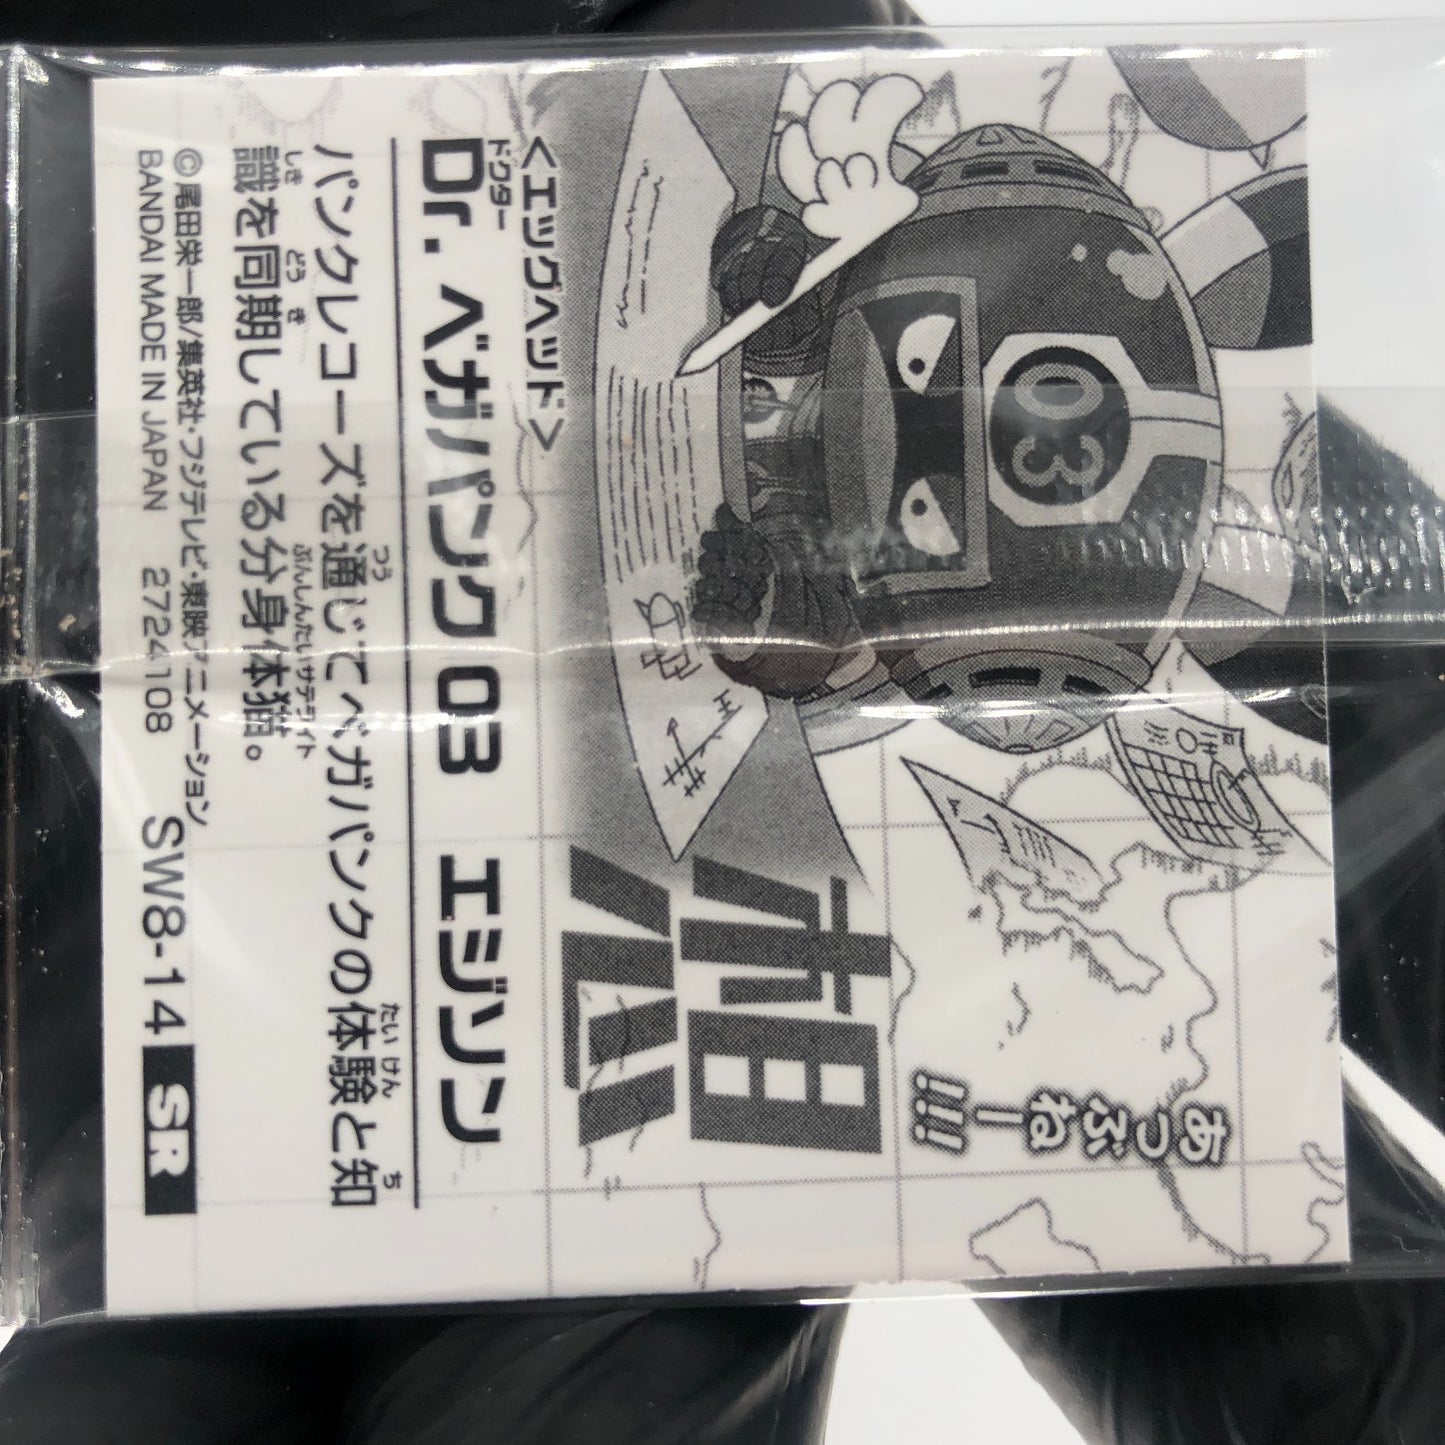 あっぶ
ねー
!!!
想
<エッグヘッド>
ドクター
Dr. ベガパンク03 エジソン
つう たい けん ち
パンクレコーズを通じてベガパンクの体験と知
しき どう き ぶんしんたいサテライト
識を同期している分身体猫。
©尾田栄一郎/集英社・フジテレビ・東映アニメーション
BANDAI MADE IN JAPAN 2724108 SW8-14 SR
03